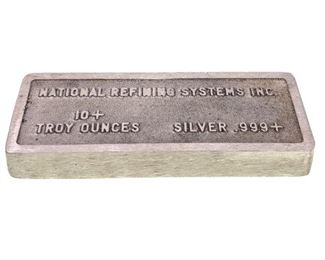 NATIONAL REFINING SYSTEMS INC.
10+
TROY OUNCES SILVER .999+